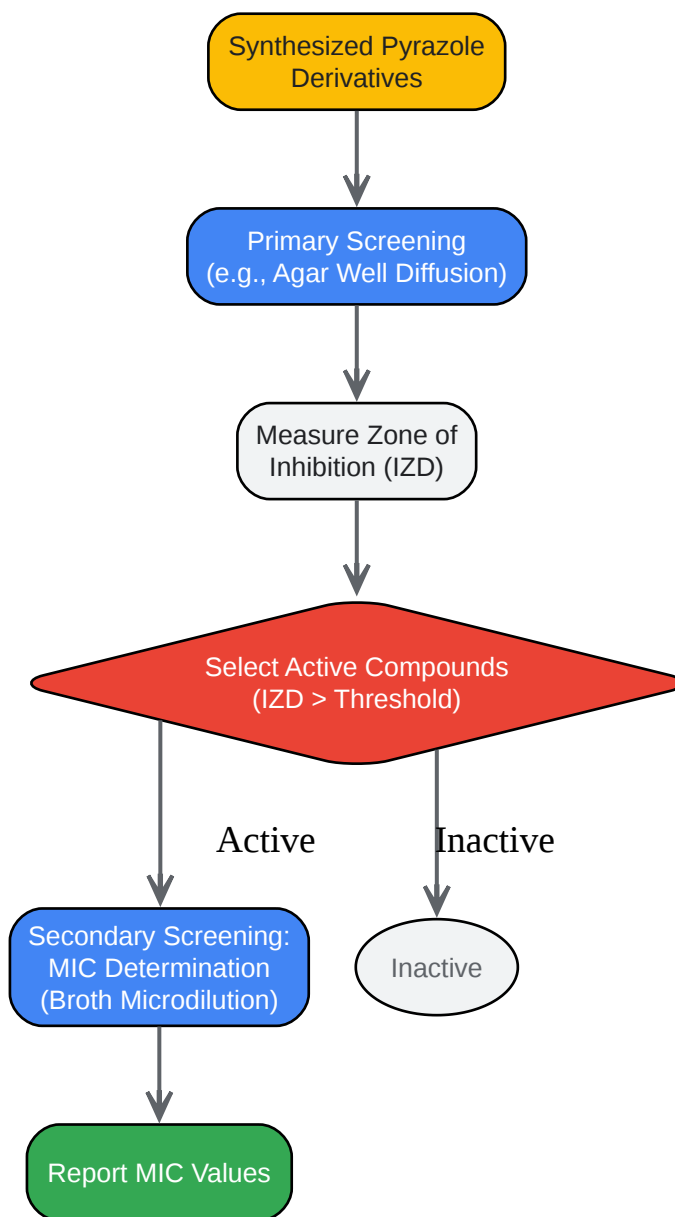 Synthesized Pyrazole
Derivatives
Primary Screening
(e.g., Agar Well Diffusion)
Measure Zone of
Inhibition (IZD)
Select Active Compounds
(IZD > Threshold)
Active
Inactive
Secondary Screening:
MIC Determination
(Broth Microdilution)
Inactive
Report MIC Values